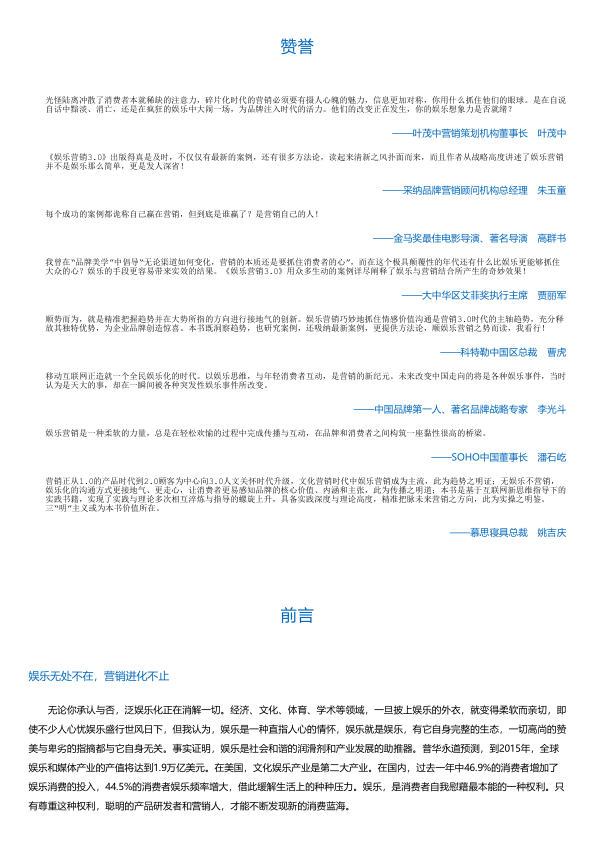 赞誉
光怪陆离冲散了消费者本就稀缺的注意力，碎片化时代的营销必须要有摄人心魄的魅力，信息更加对称，你用什么抓住他们的眼球。是在自说
自话中黯淡、消亡，还是在疯狂的娱乐中大闹一场，为品牌注入时代的活力。他们的改变正在发生，你的娱乐想象力是否就绪？
——叶茂中营销策划机构董事长　叶茂中
《娱乐营销3.0》出版得真是及时，不仅仅有最新的案例，还有很多方法论，读起来清新之风扑面而来，而且作者从战略高度讲述了娱乐营销
并不是娱乐那么简单，更是发人深省！
——采纳品牌营销顾问机构总经理　朱玉童
每个成功的案例都诡称自己赢在营销，但到底是谁赢了？是营销自己的人！
——金马奖最佳电影导演、著名导演　高群书
我曾在“品牌美学”中倡导“无论渠道如何变化，营销的本质还是要抓住消费者的心”，而在这个极具颠覆性的年代还有什么比娱乐更能够抓住
大众的心？娱乐的手段更容易带来实效的结果。《娱乐营销3.0》用众多生动的案例详尽阐释了娱乐与营销结合所产生的奇妙效果！
——大中华区艾菲奖执行主席　贾丽军
顺势而为，就是精准把握趋势并在大势所指的方向进行接地气的创新。娱乐营销巧妙地抓住情感价值沟通是营销3.0时代的主轴趋势，充分释
放其独特优势，为企业品牌创造惊喜。本书既洞察趋势，也研究案例，还吸纳最新案例，更提供方法论，顺娱乐营销之势而读，我看行！
——科特勒中国区总裁　曹虎
移动互联网正造就一个全民娱乐化的时代。以娱乐思维，与年轻消费者互动，是营销的新纪元。未来改变中国走向的将是各种娱乐事件，当时
认为是天大的事，却在一瞬间被各种突发性娱乐事件所改变。
——中国品牌第一人、著名品牌战略专家　李光斗
娱乐营销是一种柔软的力量，总是在轻松欢愉的过程中完成传播与互动，在品牌和消费者之间构筑一座黏性很高的桥梁。
——SOHO中国董事长　潘石屹
营销正从1.0的产品时代到2.0顾客为中心向3.0人文关怀时代升级，文化营销时代中娱乐营销成为主流，此为趋势之明证；无娱乐不营销，
娱乐化的沟通方式更接地气、更走心，让消费者更易感知品牌的核心价值、内涵和主张，此为传播之明道；本书是基于互联网新思维指导下的
实践书籍，实现了实践与理论多次相互淬炼与指导的螺旋上升，具备实践深度与理论高度，精准把脉未来营销之方向，此为实操之明鉴。
三“明”主义或为本书价值所在。
——慕思寝具总裁　姚吉庆
前言
娱乐无处不在，营销进化不止
无论你承认与否，泛娱乐化正在消解一切。经济、文化、体育、学术等领域，一旦披上娱乐的外衣，就变得柔软而亲切，即
使不少人心忧娱乐盛行世风日下，但我认为，娱乐是一种直指人心的情怀，娱乐就是娱乐，有它自身完整的生态，一切高尚的赞
美与卑劣的指摘都与它自身无关。事实证明，娱乐是社会和谐的润滑剂和产业发展的助推器。普华永道预测，到2015年，全球
娱乐和媒体产业的产值将达到1.9万亿美元。在美国，文化娱乐产业是第二大产业。在国内，过去一年中46.9%的消费者增加了
娱乐消费的投入，44.5%的消费者娱乐频率增大，借此缓解生活上的种种压力。娱乐，是消费者自我慰藉最本能的一种权利。只
有尊重这种权利，聪明的产品研发者和营销人，才能不断发现新的消费蓝海。